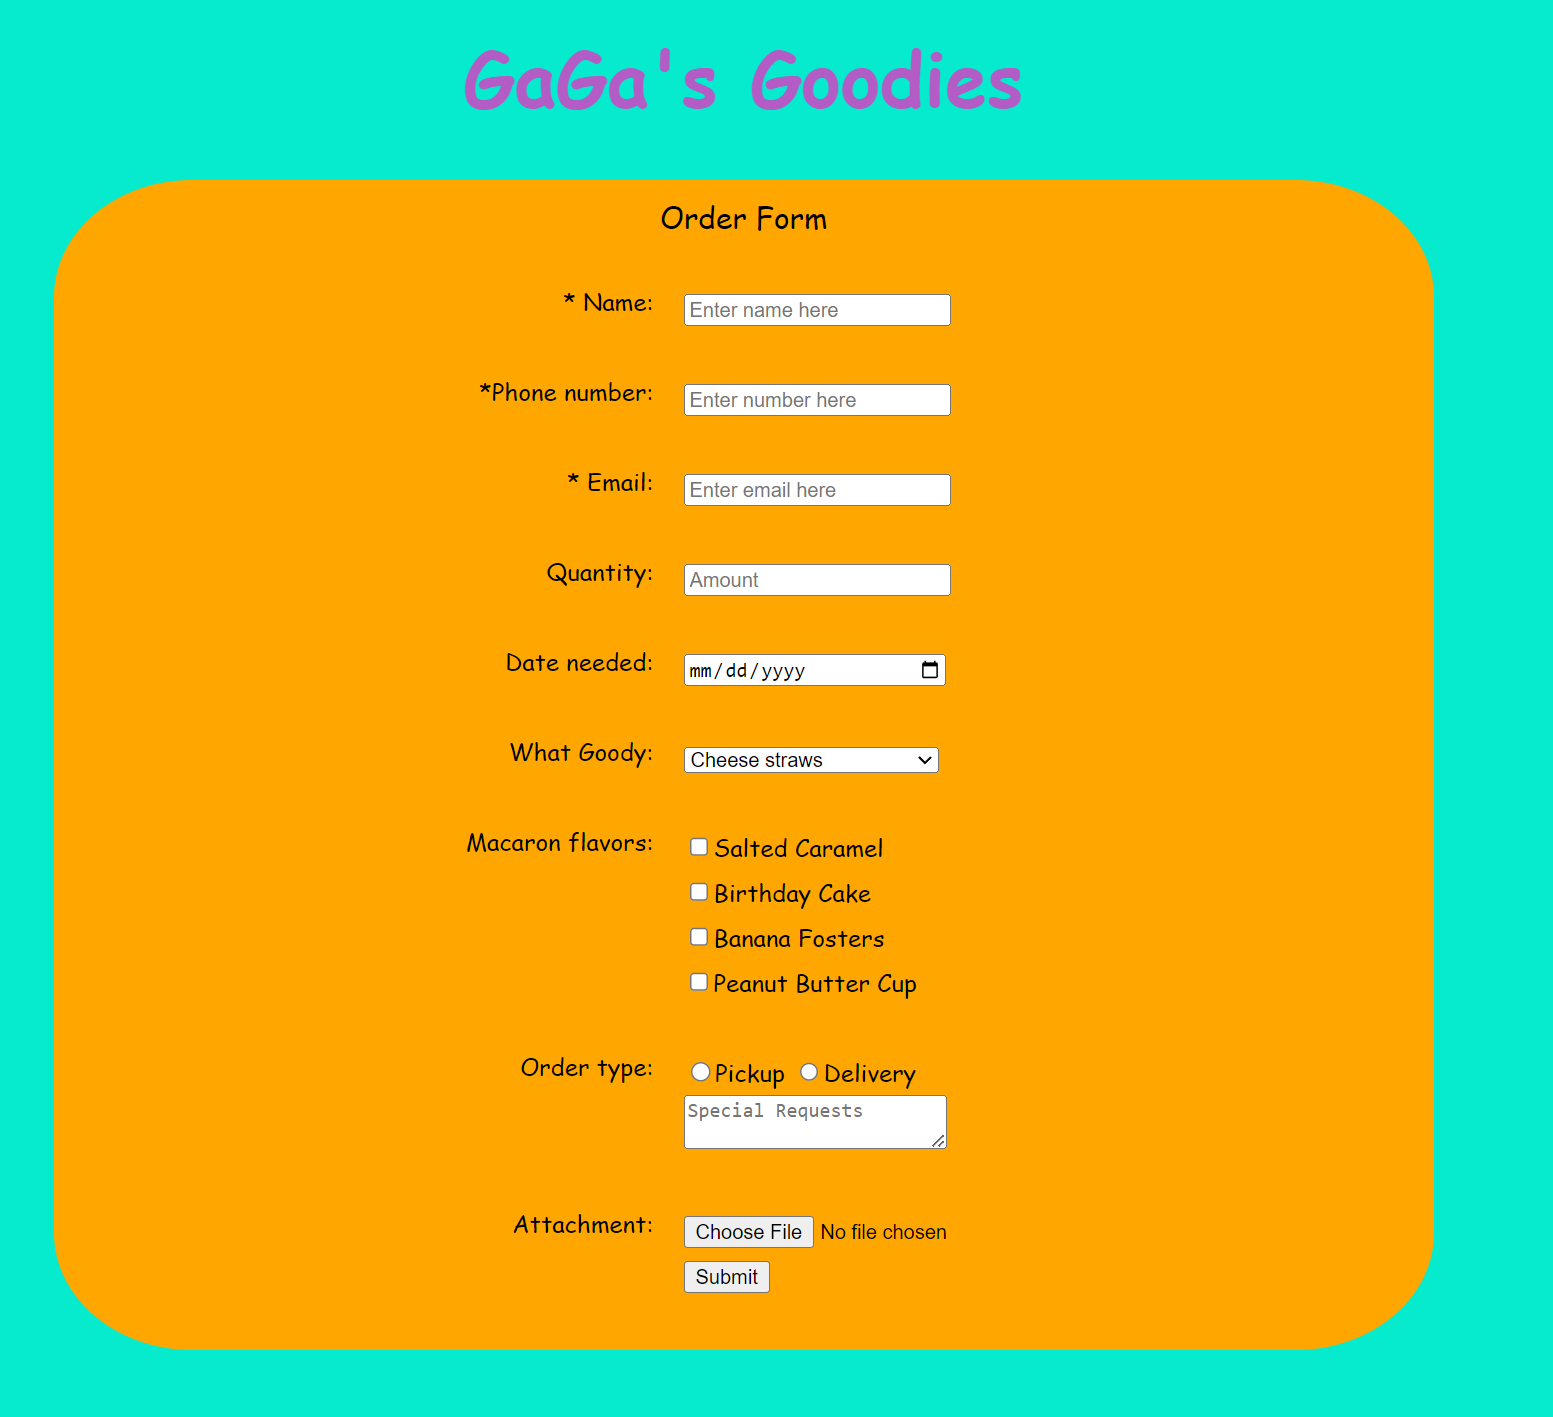 GaGa's Goodies
Order Form
* Name: Enter name here
*Phone number: Enter number here
* Email: Enter email here
Quantity: Amount
Date needed: mm/dd/yyyy
What Goody: Cheese straws
Macaron flavors: Salted Caramel
Birthday Cake
Banana Fosters
Peanut Butter Cup
Order type: Pickup Delivery
Special Requests
Attachment: Choose File No file chosen
Submit